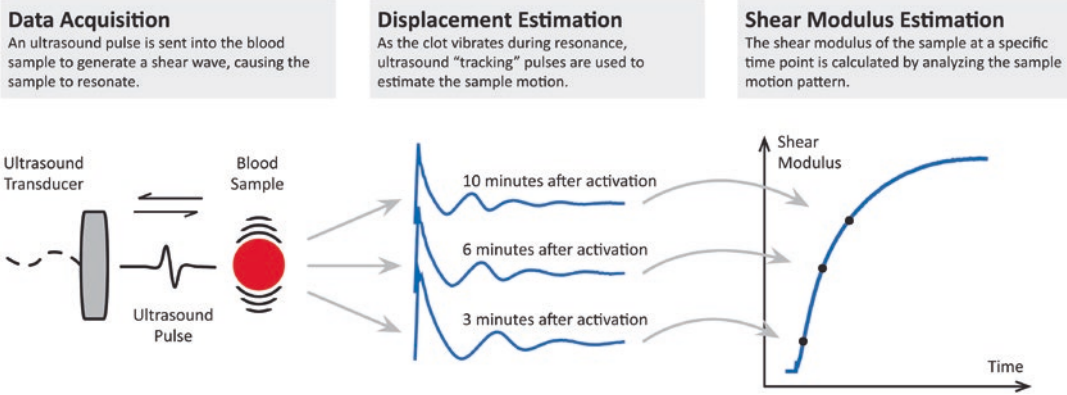 Data Acquisition
An ultrasound pulse is sent into the blood
sample to generate a shear wave, causing the
sample to resonate.
Displacement Estimation
As the clot vibrates during resonance,
ultrasound “tracking” pulses are used to
estimate the sample motion.
Shear Modulus Estimation
The shear modulus of the sample at a specific
time point is calculated by analyzing the sample
motion pattern.
Ultrasound
Transducer
Blood
Sample
Ultrasound
Pulse
10 minutes after activation
6 minutes after activation
3 minutes after activation
Shear
Modulus
Time